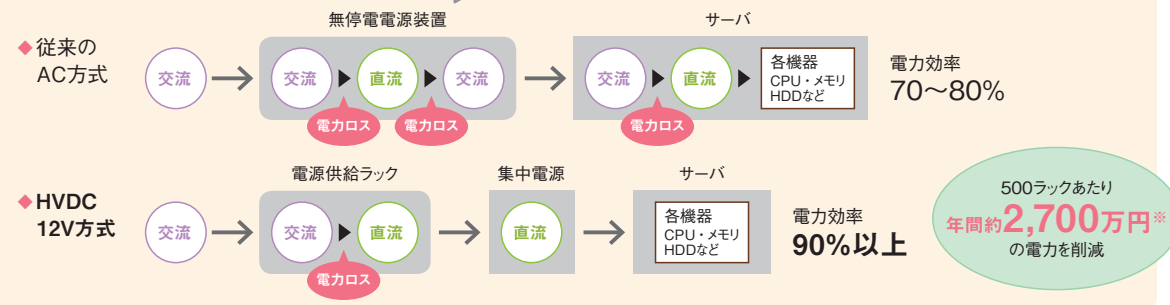 無停電電源装置
サーバ
◆従来の
AC方式
交流
交流
直流
交流
交流
直流
各機器
CPU・メモリ
HDDなど
電力効率
70〜80%
電力ロス
電力ロス
電力ロス
電源供給ラック
集中電源
サーバ
◆HVDC
12V方式
交流
交流
直流
直流
各機器
CPU・メモリ
HDDなど
電力効率
90%以上
電力ロス
500ラックあたり
年間約2,700万円※
の電力を削減